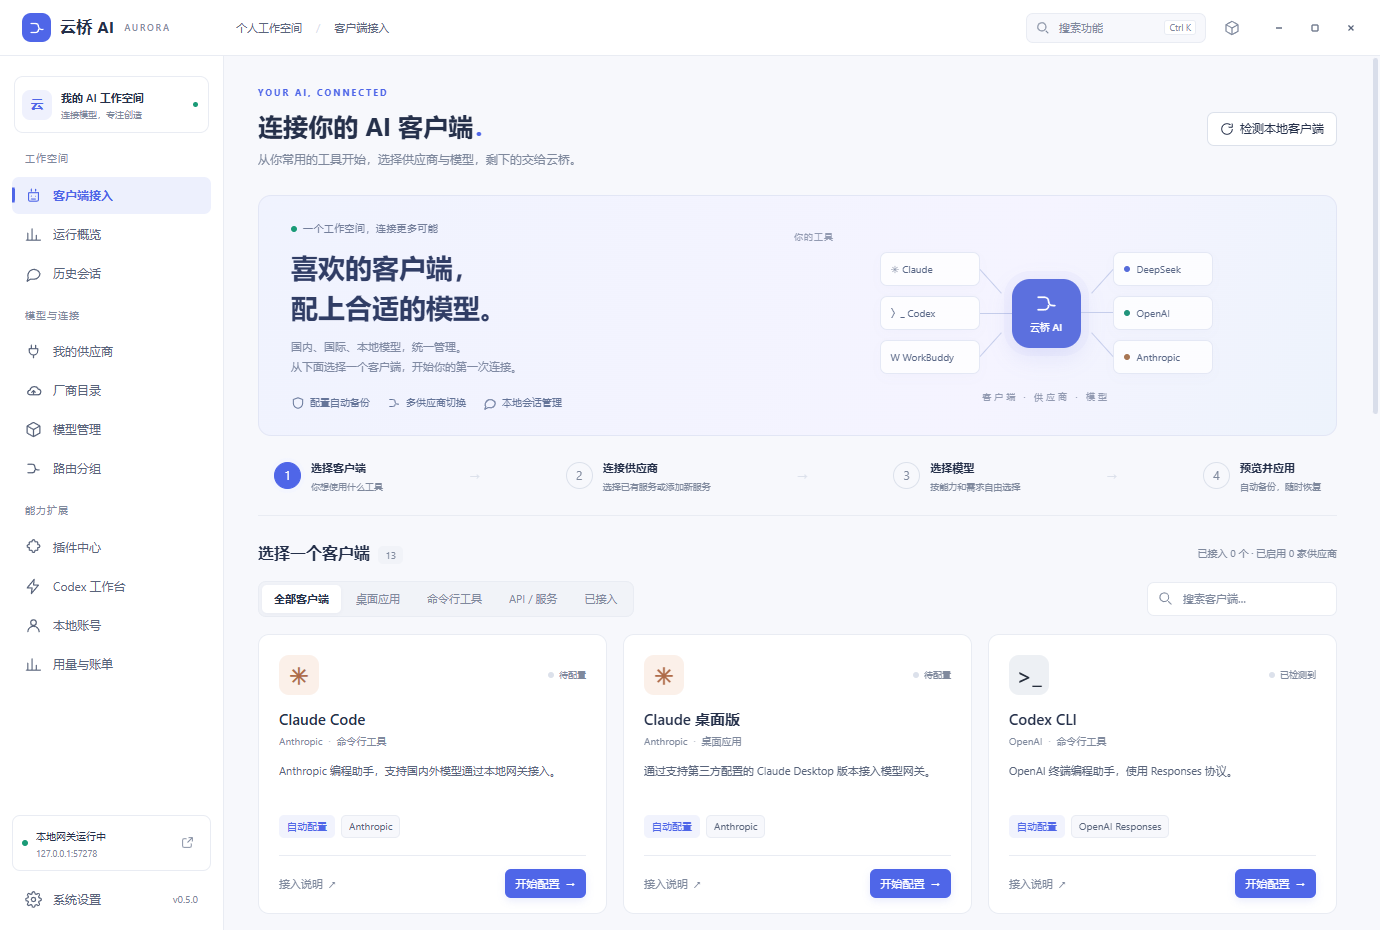 云桥 AI AURORA
个人工作空间 / 客户端接入
搜索功能 Ctrl K
我的 AI 工作空间
连接模型，专注创造
工作空间
客户端接入
运行概览
历史会话
模型与连接
我的供应商
厂商目录
模型管理
路由分组
能力扩展
插件中心
Codex 工作台
本地账号
用量与账单
本地网关运行中
127.0.0.1:57278
系统设置 v0.5.0
YOUR AI, CONNECTED
连接你的 AI 客户端.
从你常用的工具开始，选择供应商与模型，剩下的交给云桥。
检测本地客户端
一个工作空间，连接更多可能
喜欢的客户端，
配上合适的模型。
国内、国际、本地模型，统一管理。
从下面选择一个客户端，开始你的第一次连接。
配置自动备份 多供应商切换 本地会话管理
你的工具
Claude
Codex
W WorkBuddy
云桥 AI
DeepSeek
OpenAI
Anthropic
客户端 · 供应商 · 模型
1 选择客户端
你想使用什么工具
→
2 连接供应商
选择已有服务或添加新服务
→
3 选择模型
按能力和需求自由选择
→
4 预览并应用
自动备份，随时恢复
选择一个客户端 13
已接入 0 个 · 已启用 0 家供应商
全部客户端 桌面应用 命令行工具 API / 服务 已接入
搜索客户端...
待配置
Claude Code
Anthropic · 命令行工具
Anthropic 编程助手，支持国内外模型通过本地网关接入。
自动配置 Anthropic
接入说明 ↗ 开始配置 →
待配置
Claude 桌面版
Anthropic · 桌面应用
通过支持第三方配置的 Claude Desktop 版本接入模型网关。
自动配置 Anthropic
接入说明 ↗ 开始配置 →
>_ 已检测到
Codex CLI
OpenAI · 命令行工具
OpenAI 终端编程助手，使用 Responses 协议。
自动配置 OpenAI Responses
接入说明 ↗ 开始配置 →